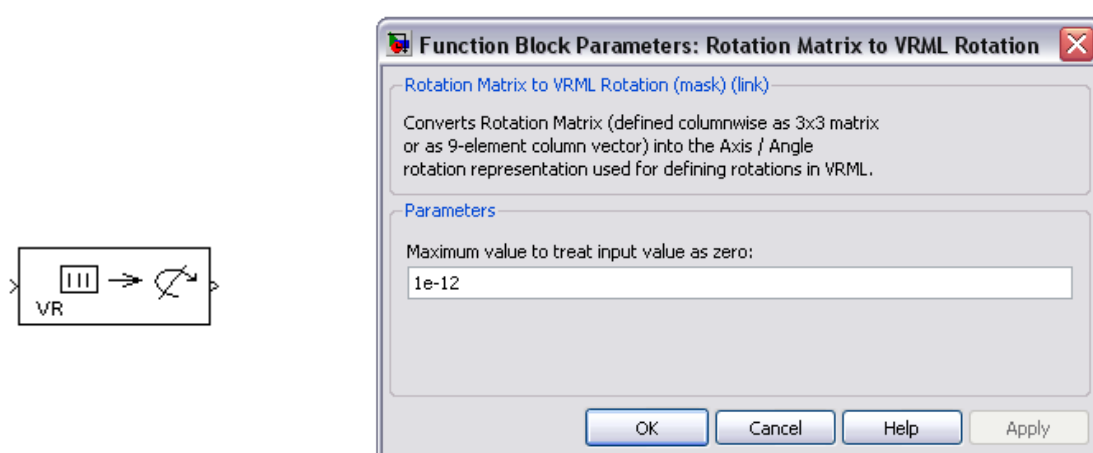 Function Block Parameters: Rotation Matrix to VRML Rotation
Rotation Matrix to VRML Rotation (mask) (link)
Converts Rotation Matrix (defined columnwise as 3x3 matrix
or as 9-element column vector) into the Axis / Angle
rotation representation used for defining rotations in VRML.
Parameters
Maximum value to treat input value as zero:
1e-12
VR
OK Cancel Help Apply